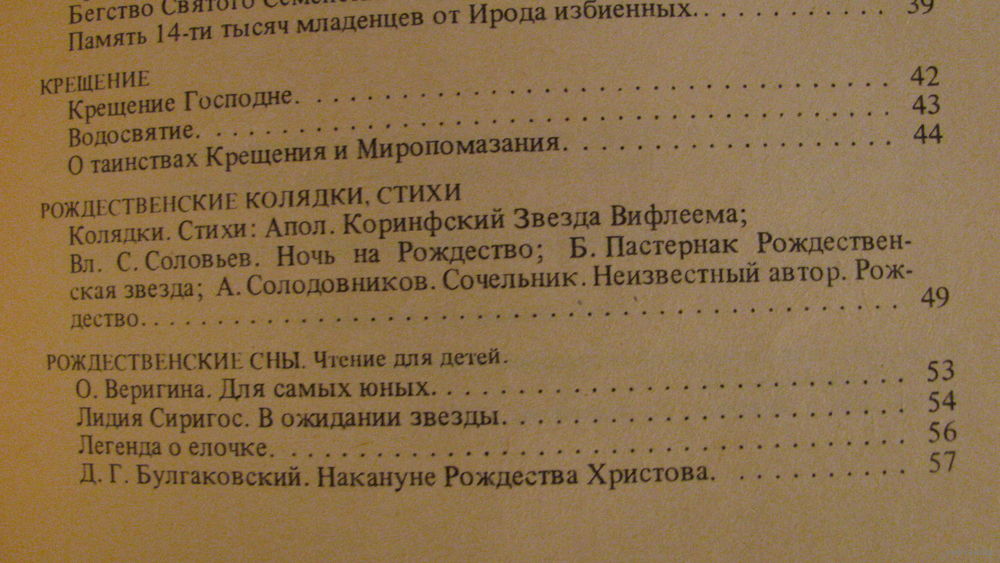 Бегство Святого
Память 14-ти тысяч младенцев от Ирода избиенных. . . . . . . . . . . . 39
КРЕЩЕНИЕ
Крещение Господне. . . . . . . . . . . . . . . . . . . . . . . . . . . . . . 42
Водосвятие. . . . . . . . . . . . . . . . . . . . . . . . . . . . . . . . . . 43
О таинствах Крещения и Миропомазания. . . . . . . . . . . . . . . . . 44
РОЖДЕСТВЕНСКИЕ КОЛЯДКИ, СТИХИ
Колядки. Стихи: Апол. Коринфский Звезда Вифлеема;
Вл. С. Соловьев. Ночь на Рождество; Б. Пастернак Рождествен-
ская звезда; А. Солодовников. Сочельник. Неизвестный автор. Рож-
дество. . . . . . . . . . . . . . . . . . . . . . . . . . . . . . . . . . . . . 49
РОЖДЕСТВЕНСКИЕ СНЫ. Чтение для детей.
О. Веригина. Для самых юных. . . . . . . . . . . . . . . . . . . . . . . . 53
Лидия Сиригос. В ожидании звезды. . . . . . . . . . . . . . . . . . . . 54
Легенда о елочке. . . . . . . . . . . . . . . . . . . . . . . . . . . . . . . 56
Д. Г. Булгаковский. Накануне Рождества Христова. . . . . . . . . . 57